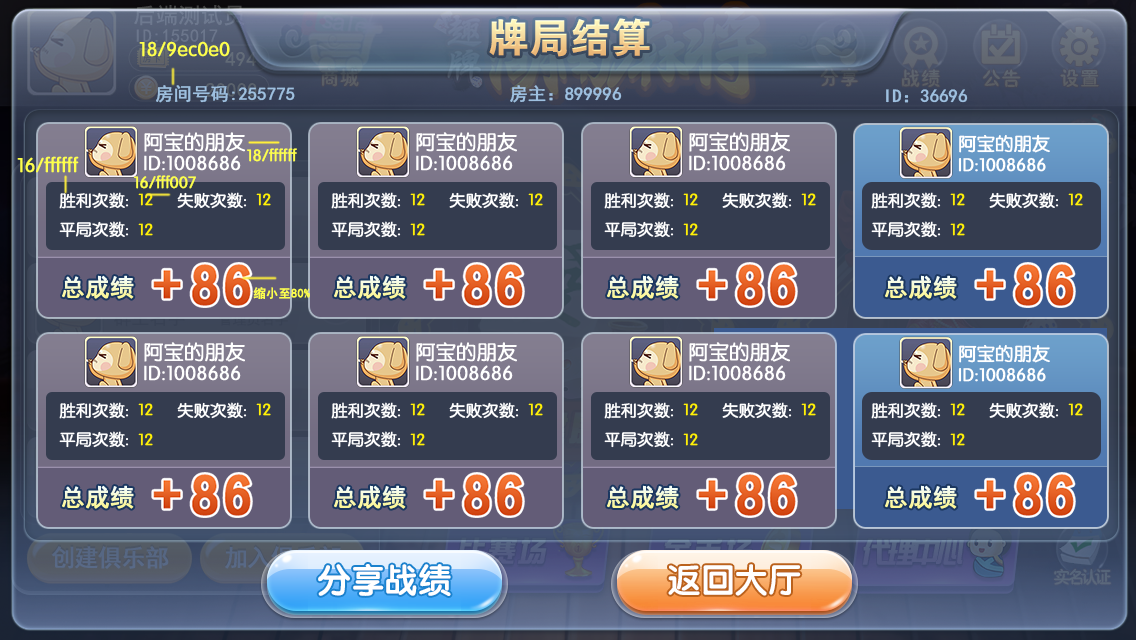 后端测试员
ID:155017
牌局结算
18/9ec0e0
商城
分享
战绩
公告
设置
房间号码:255775
房主: 899996
ID: 36696
阿宝的朋友
ID:1008686
18/ffffff
16/ffffff
16/fff007
胜利次数: 12 失败次数: 12
平局次数: 12
总成绩 +86
缩小至80%
阿宝的朋友
ID:1008686
胜利次数: 12 失败次数: 12
平局次数: 12
总成绩 +86
阿宝的朋友
ID:1008686
胜利次数: 12 失败次数: 12
平局次数: 12
总成绩 +86
阿宝的朋友
ID:1008686
胜利次数: 12 失败次数: 12
平局次数: 12
总成绩 +86
阿宝的朋友
ID:1008686
胜利次数: 12 失败次数: 12
平局次数: 12
总成绩 +86
阿宝的朋友
ID:1008686
胜利次数: 12 失败次数: 12
平局次数: 12
总成绩 +86
阿宝的朋友
ID:1008686
胜利次数: 12 失败次数: 12
平局次数: 12
总成绩 +86
阿宝的朋友
ID:1008686
胜利次数: 12 失败次数: 12
平局次数: 12
总成绩 +86
创建俱乐部
加入
代理中心
实名认证
分享战绩
返回大厅